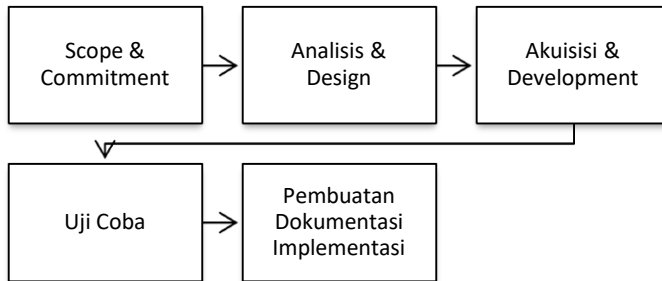 Scope &
Commitment
Analisis &
Design
Akuisisi &
Development
Uji Coba
Pembuatan
Dokumentasi
Implementasi